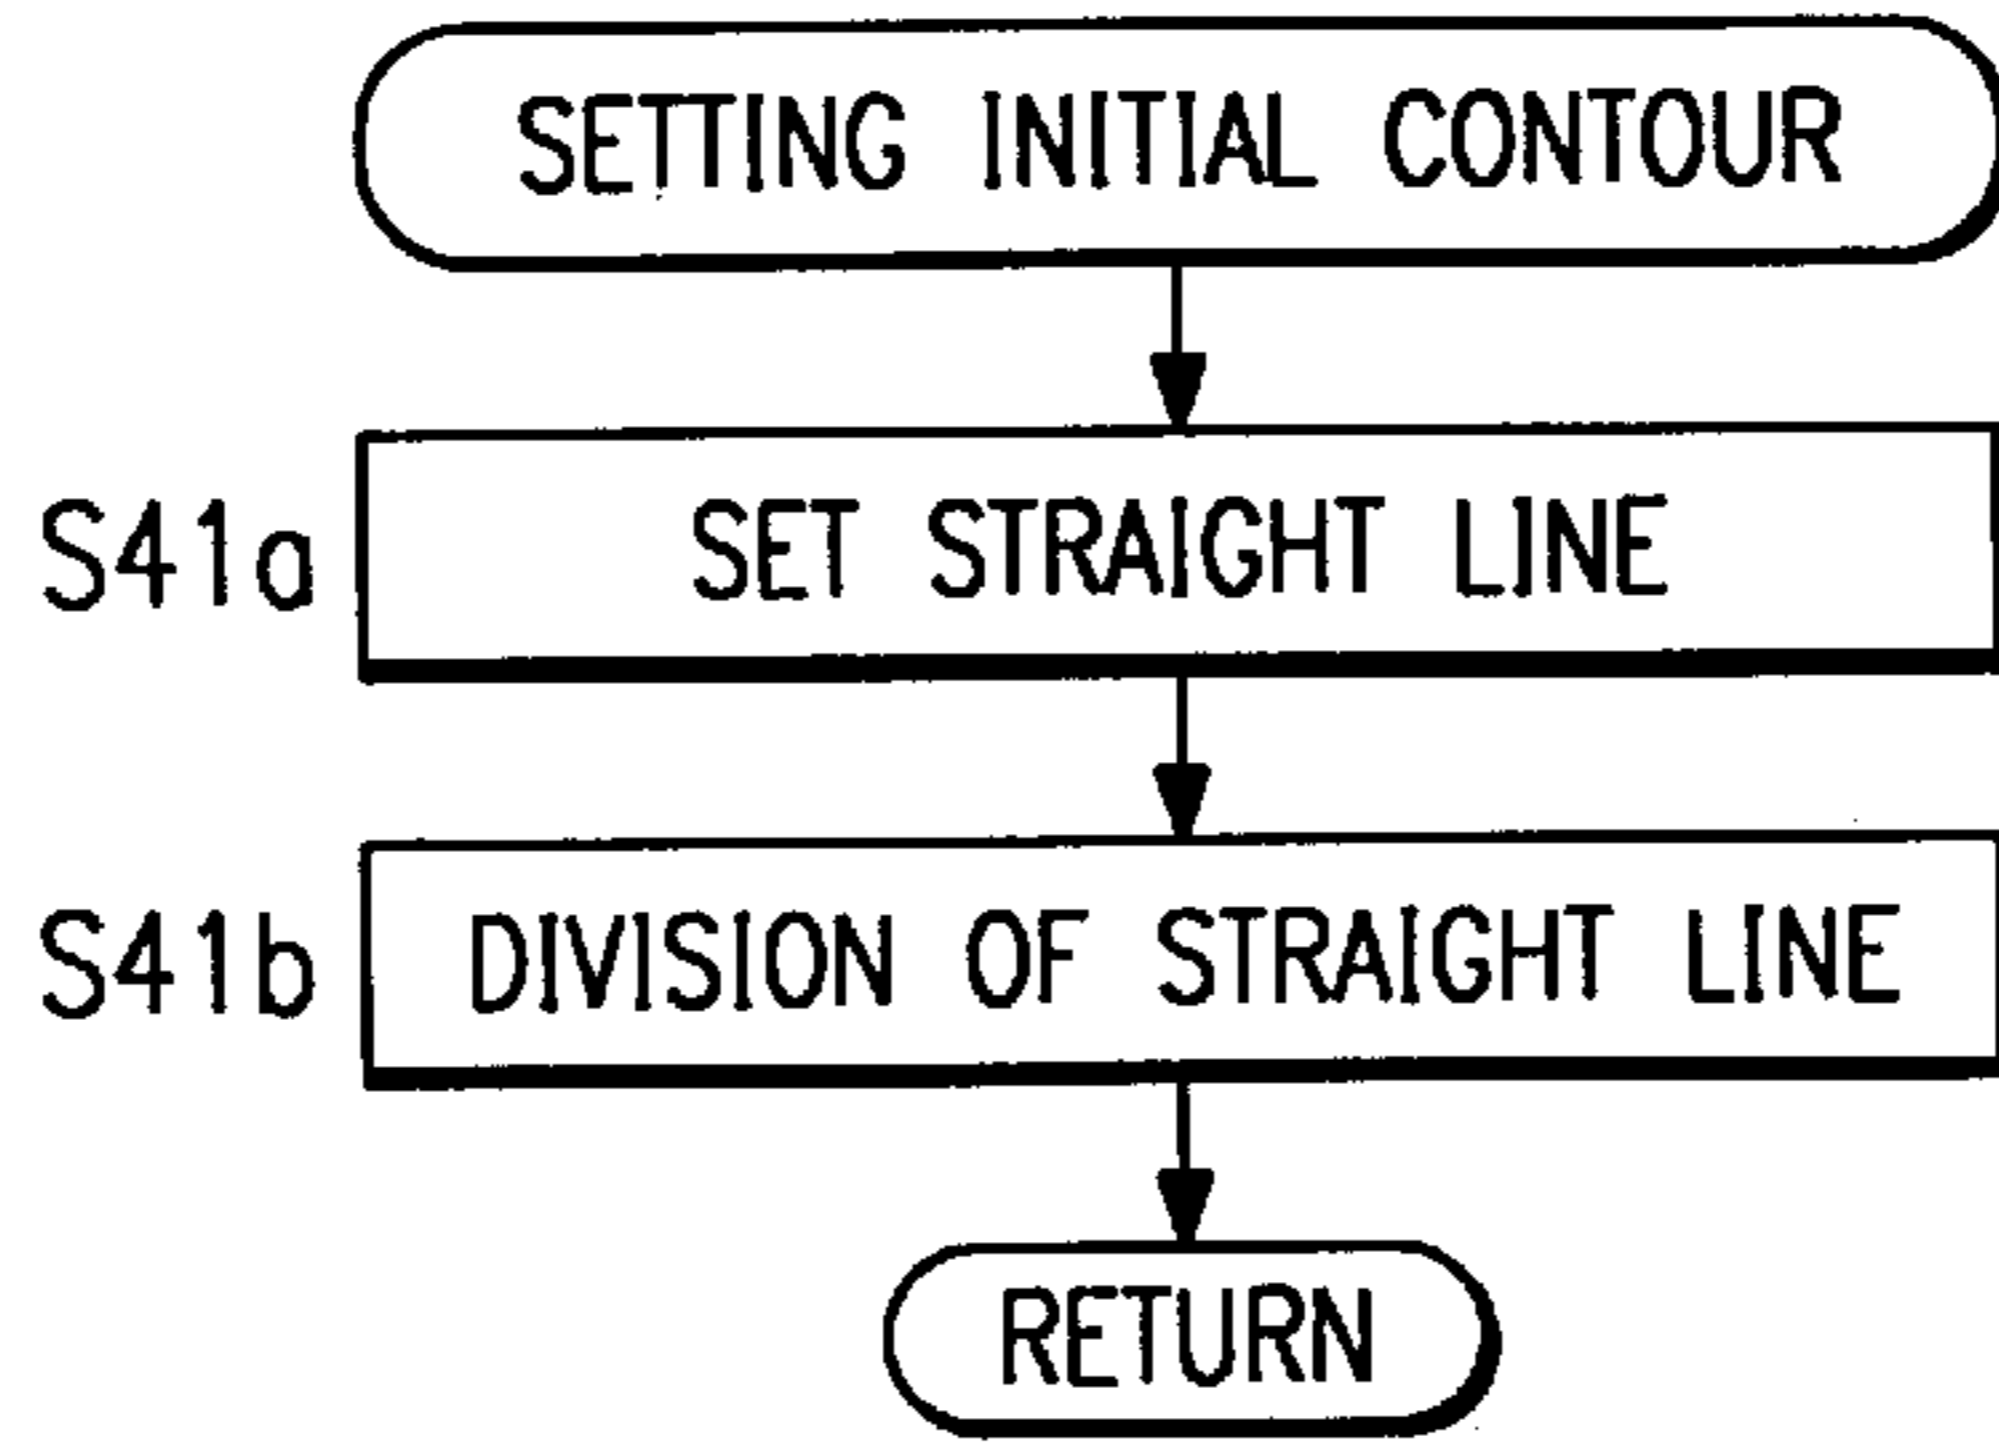 SETTING INITIAL CONTOUR
S41a SET STRAIGHT LINE
S41b DIVISION OF STRAIGHT LINE
RETURN